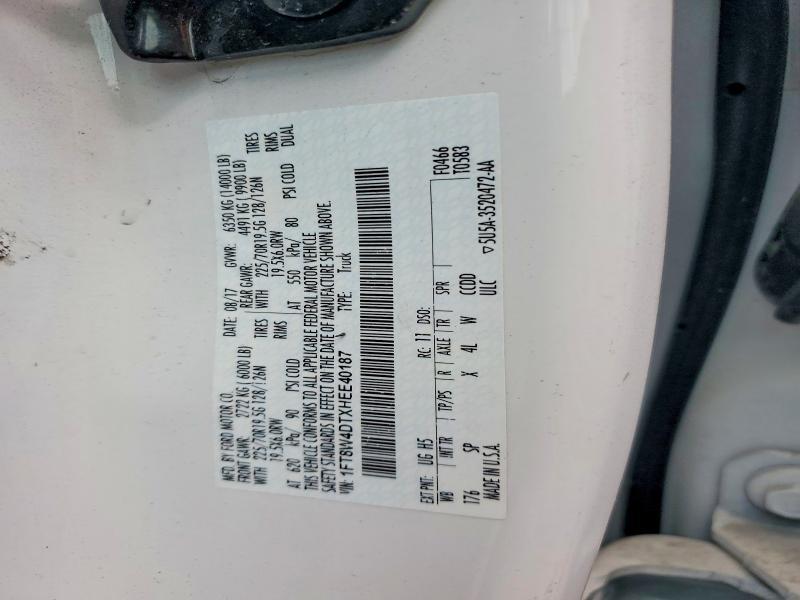 MFD. BY FORD MOTOR CO.
DATE: 08/17 GVWR: 6350 KG (14000 LB)
FRONT GAWR: 2722 KG (6000 LB) REAR GAWR: 4491 KG (9900 LB)
WITH 225/70R19.5G 128/126N TIRES WITH 225/70R19.5G 128/126N TIRES
19.5X6.0RW RIMS 19.5X6.0RW RIMS
AT 620 kPa/ 90 PSI COLD AT 550 kPa/ 80 PSI COLD DUAL
THIS VEHICLE CONFORMS TO ALL APPLICABLE FEDERAL MOTOR VEHICLE
SAFETY STANDARDS IN EFFECT ON THE DATE OF MANUFACTURE SHOWN ABOVE.
VIN: 1FT8W4DTXHEE40187 TYPE: Truck
F0466
T0583
EXT PNT: UG H5 RC: 11 DSO:
WB INT TR TP/PS R AXLE TR SPR
176 SP X 4L W CCDD
MADE IN U.S.A. ULC
▽5U5A-3520472-AA